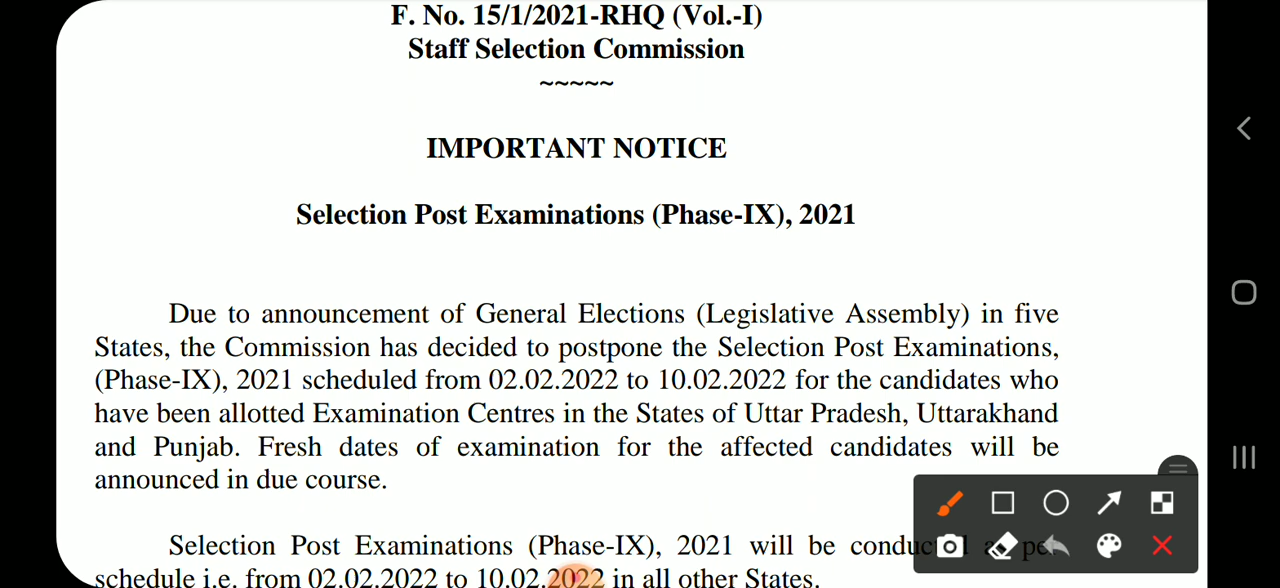 F. No. 15/1/2021-RHQ (Vol.-I)
Staff Selection Commission
~~~~~
IMPORTANT NOTICE
Selection Post Examinations (Phase-IX), 2021
Due to announcement of General Elections (Legislative Assembly) in five
States, the Commission has decided to postpone the Selection Post Examinations,
(Phase-IX), 2021 scheduled from 02.02.2022 to 10.02.2022 for the candidates who
have been allotted Examination Centres in the States of Uttar Pradesh, Uttarakhand
and Punjab. Fresh dates of examination for the affected candidates will be
announced in due course.
Selection Post Examinations (Phase-IX), 2021 will be
schedule i.e. from 02.02.2022 to 10.02.2022 in all other States.